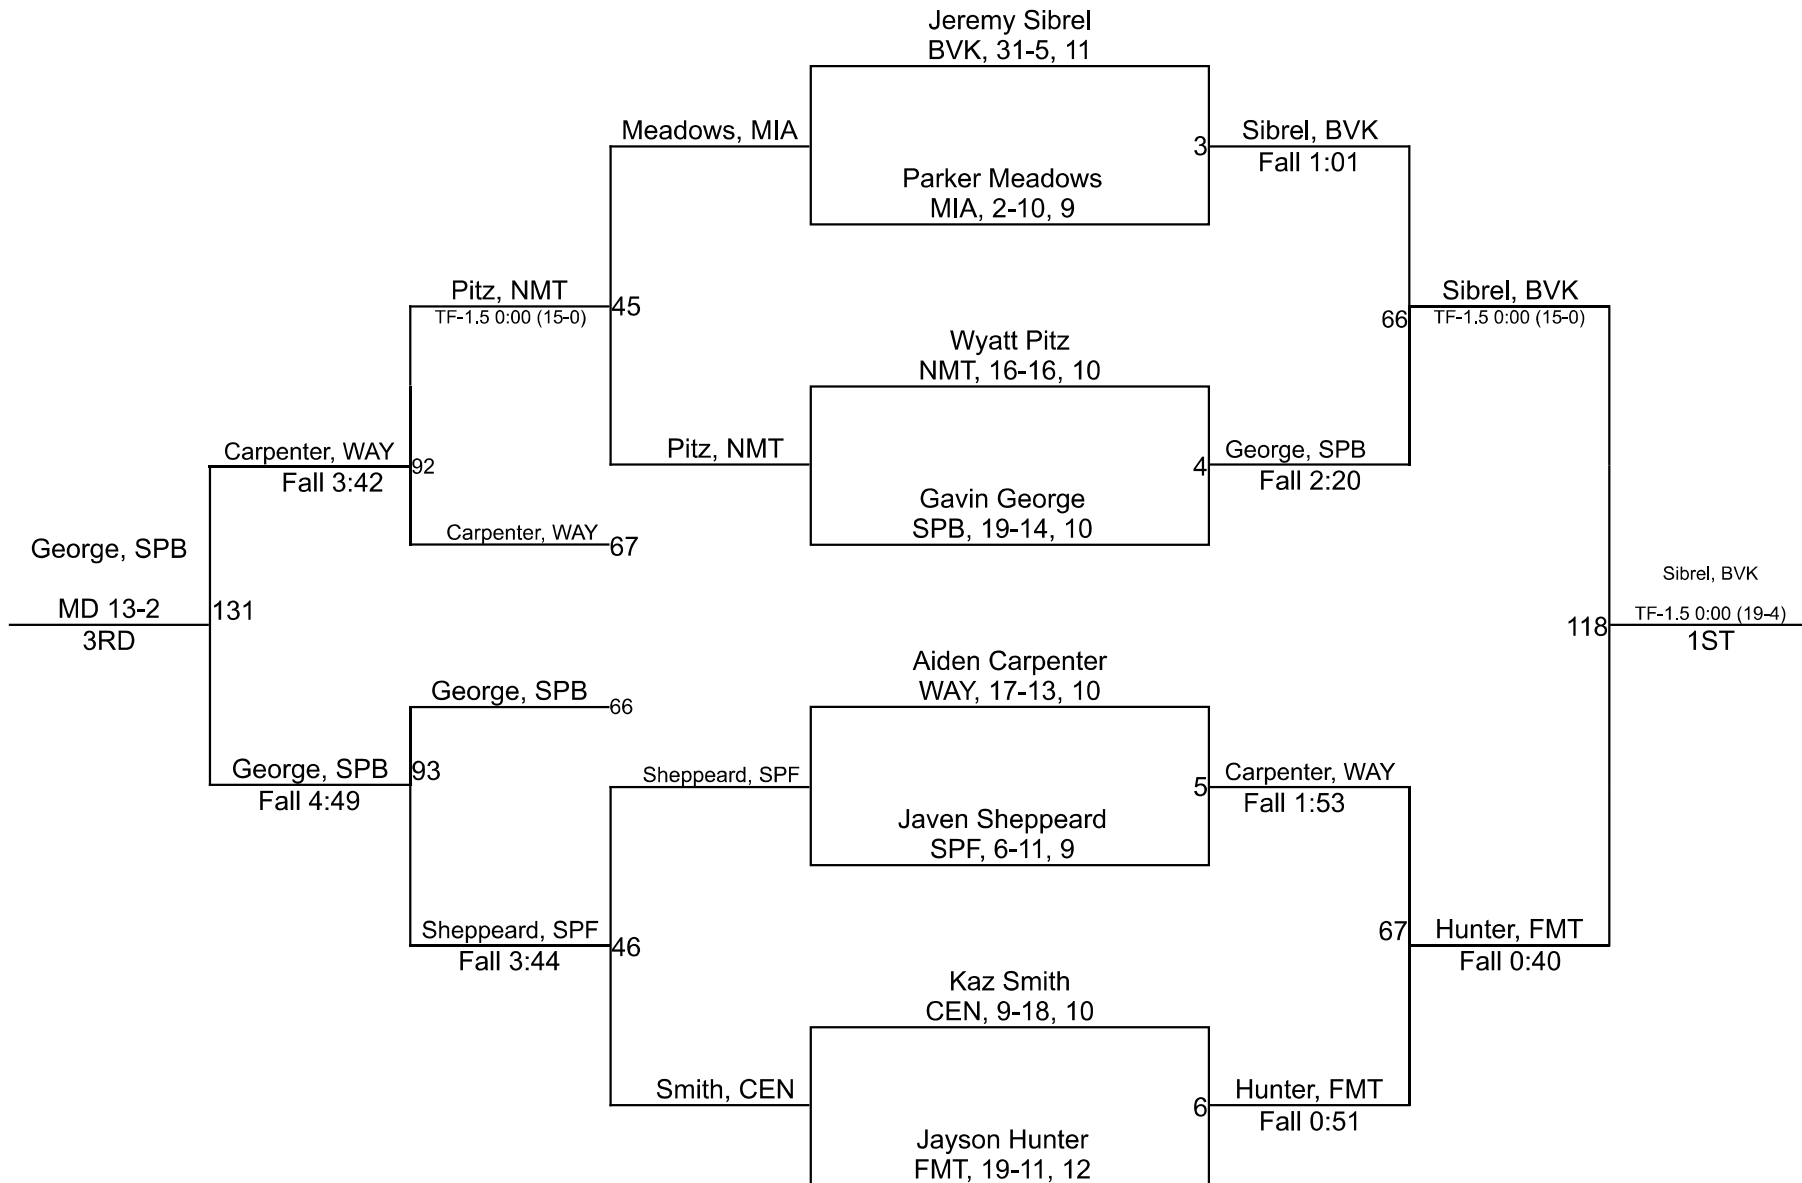 Jeremy Sibrel
BVK, 31-5, 11
Meadows, MIA
3
Sibrel, BVK
Fall 1:01
Parker Meadows
MIA, 2-10, 9
Pitz, NMT
TF-1.5 0:00 (15-0)
45
Sibrel, BVK
66
TF-1.5 0:00 (15-0)
Wyatt Pitz
NMT, 16-16, 10
Carpenter, WAY
92
Fall 3:42
Pitz, NMT
4
George, SPB
Fall 2:20
Gavin George
SPB, 19-14, 10
Carpenter, WAY
67
George, SPB
MD 13-2
131
3RD
Sibrel, BVK
118
TF-1.5 0:00 (19-4)
1ST
Aiden Carpenter
WAY, 17-13, 10
George, SPB
66
George, SPB
93
Fall 4:49
Sheppeard, SPF
5
Carpenter, WAY
Fall 1:53
Javen Sheppeard
SPF, 6-11, 9
Sheppeard, SPF
46
Fall 3:44
67
Hunter, FMT
Fall 0:40
Kaz Smith
CEN, 9-18, 10
Smith, CEN
6
Hunter, FMT
Fall 0:51
Jayson Hunter
FMT, 19-11, 12